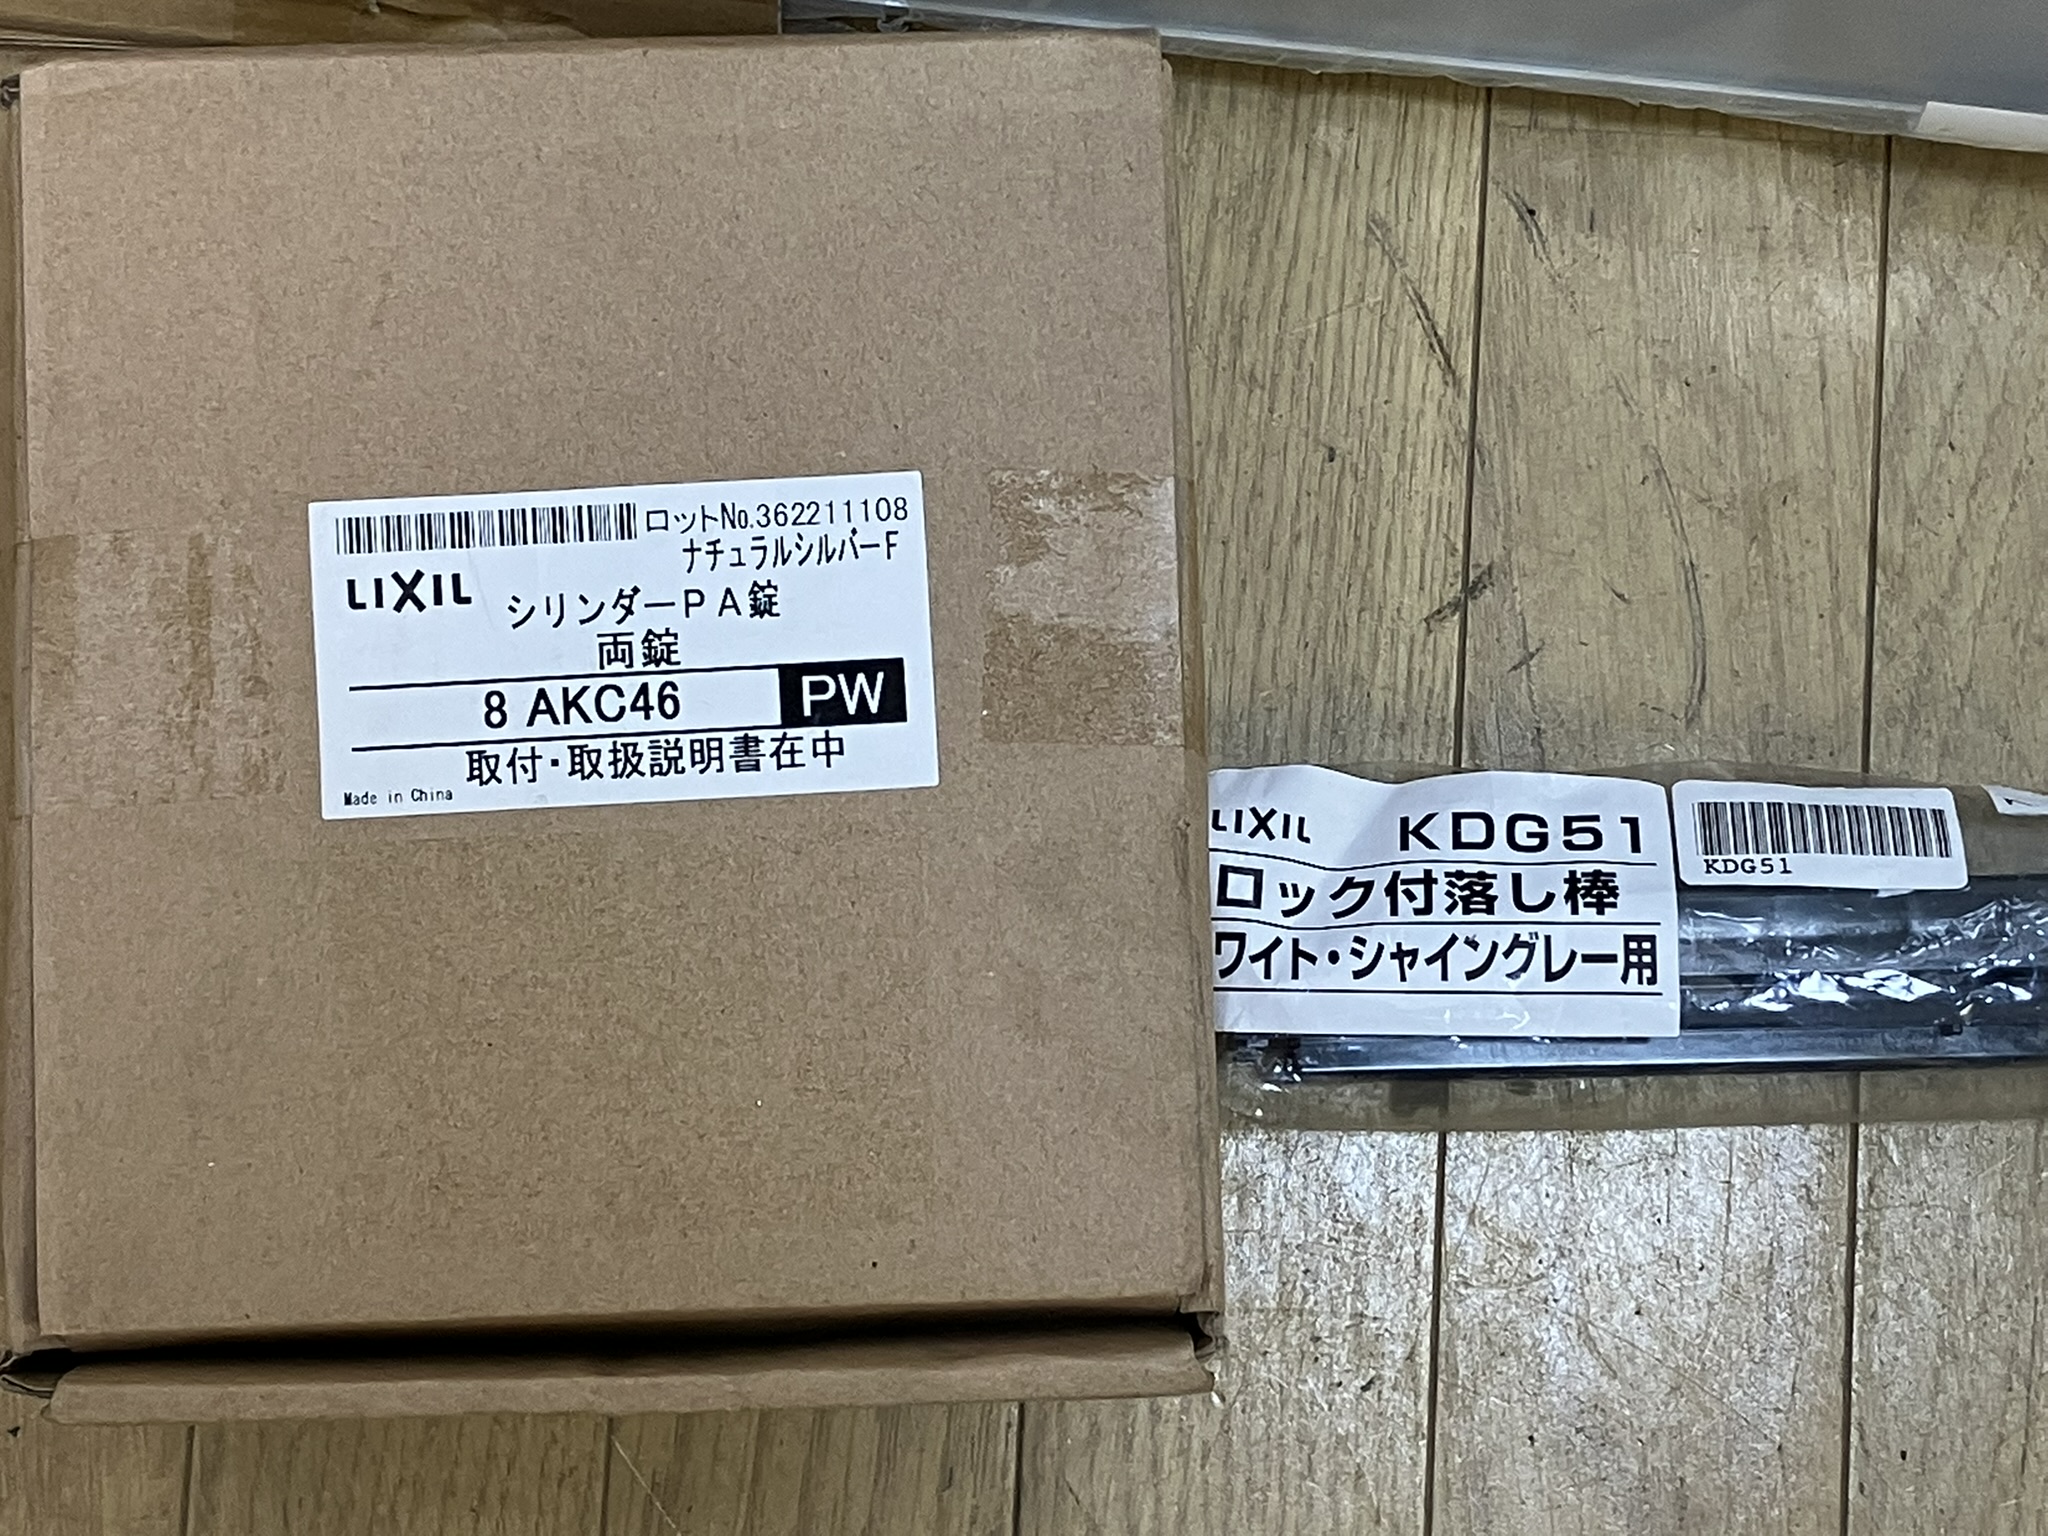 ロットNo.362211108
ナチュラルシルバーF
LIXIL
シリンダーPA錠
両錠
8 AKC46 PW
取付・取扱説明書在中
Made in China
LIXIL KDG51
ロック付落し棒
ワイト・シャイングレー用
KDG51